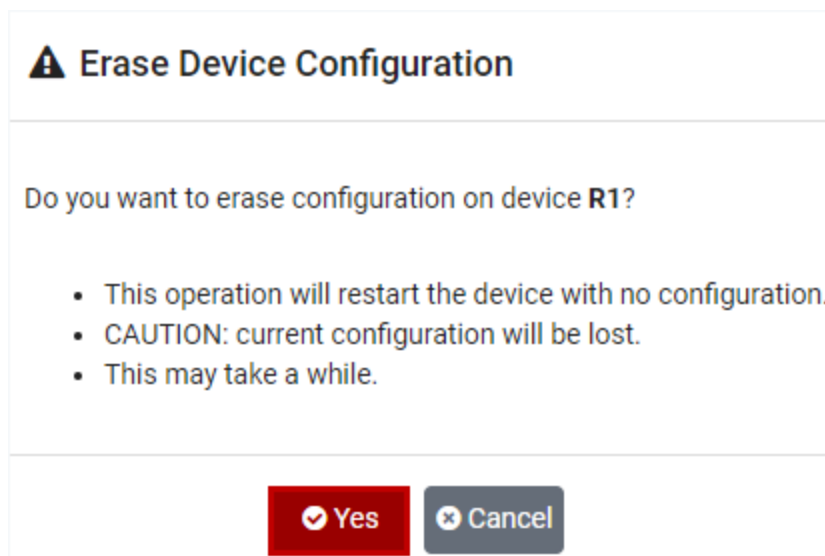 Erase Device Configuration
Do you want to erase configuration on device R1?
• This operation will restart the device with no configuration.
• CAUTION: current configuration will be lost.
• This may take a while.
Yes Cancel